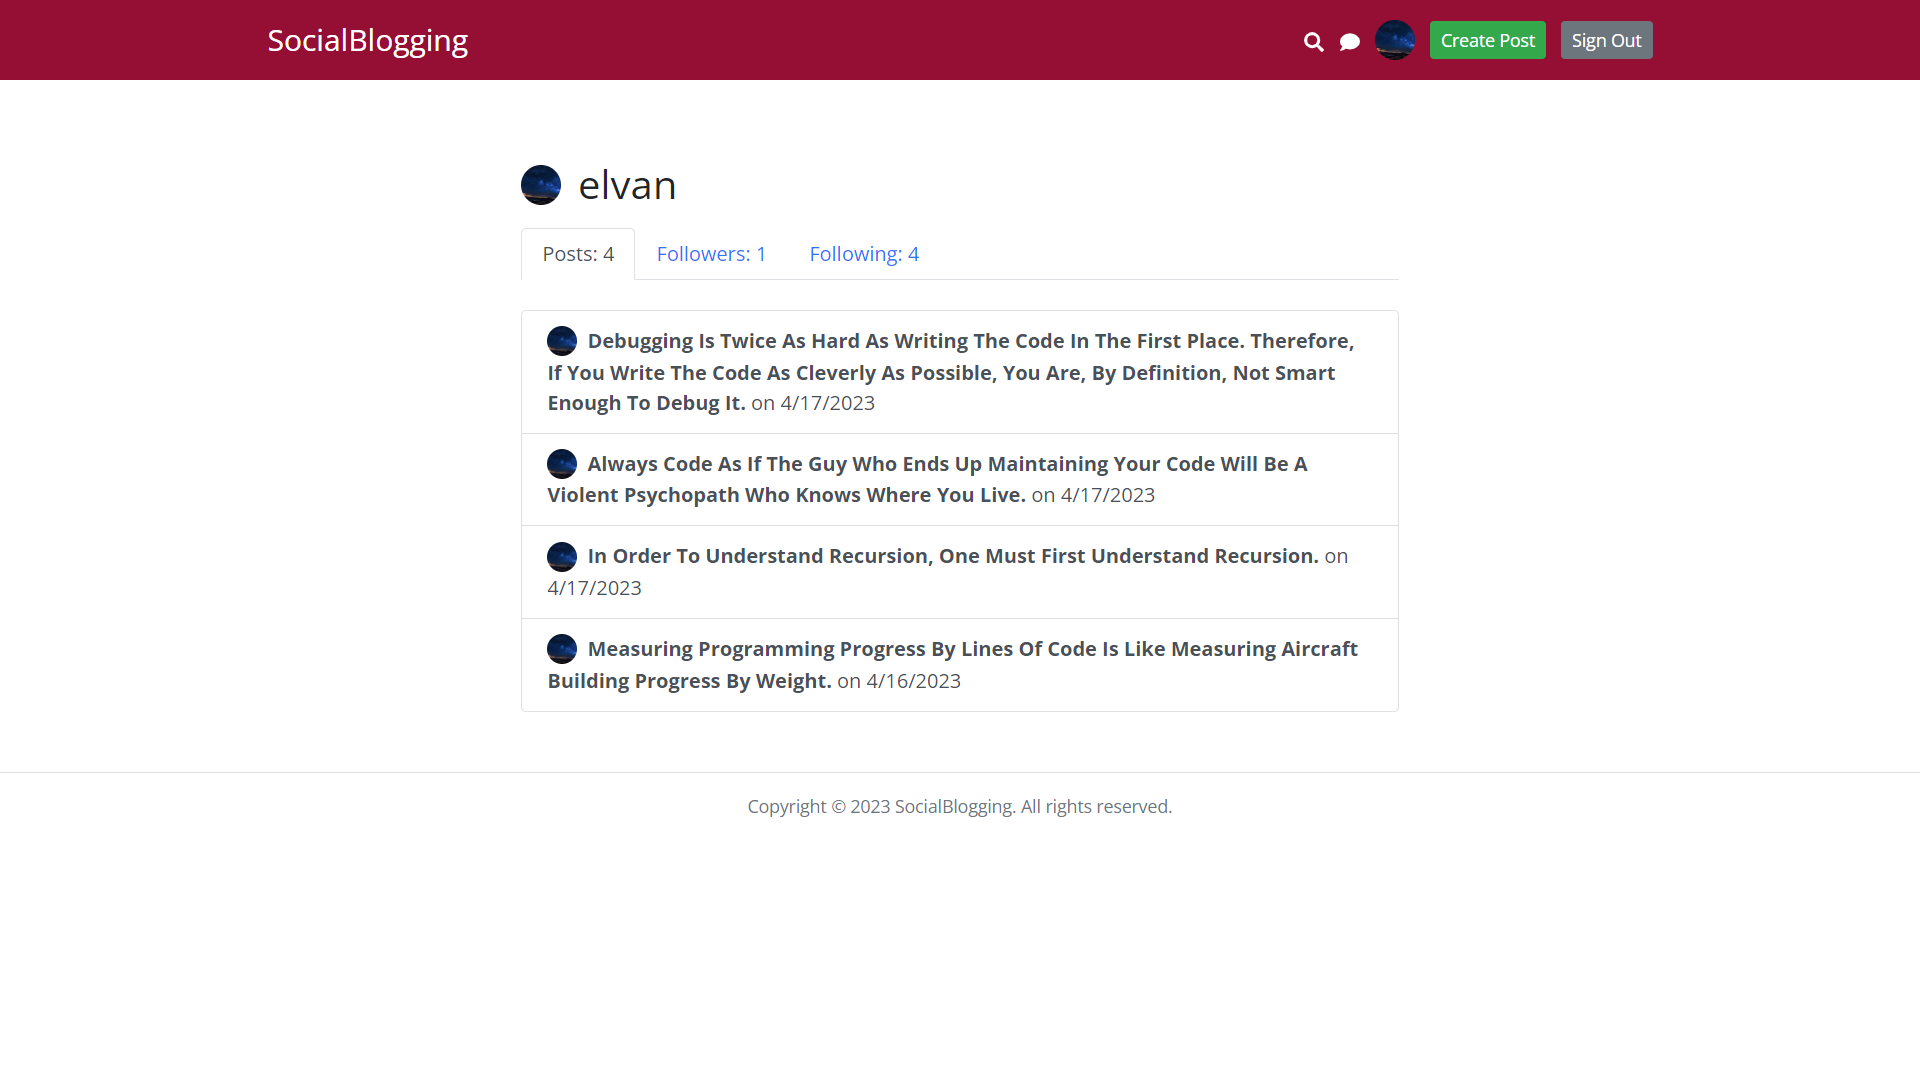 SocialBlogging
Create Post
Sign Out
elvan
Posts: 4
Followers: 1
Following: 4
Debugging Is Twice As Hard As Writing The Code In The First Place. Therefore,
If You Write The Code As Cleverly As Possible, You Are, By Definition, Not Smart
Enough To Debug It. on 4/17/2023
Always Code As If The Guy Who Ends Up Maintaining Your Code Will Be A
Violent Psychopath Who Knows Where You Live. on 4/17/2023
In Order To Understand Recursion, One Must First Understand Recursion. on
4/17/2023
Measuring Programming Progress By Lines Of Code Is Like Measuring Aircraft
Building Progress By Weight. on 4/16/2023
Copyright © 2023 SocialBlogging. All rights reserved.